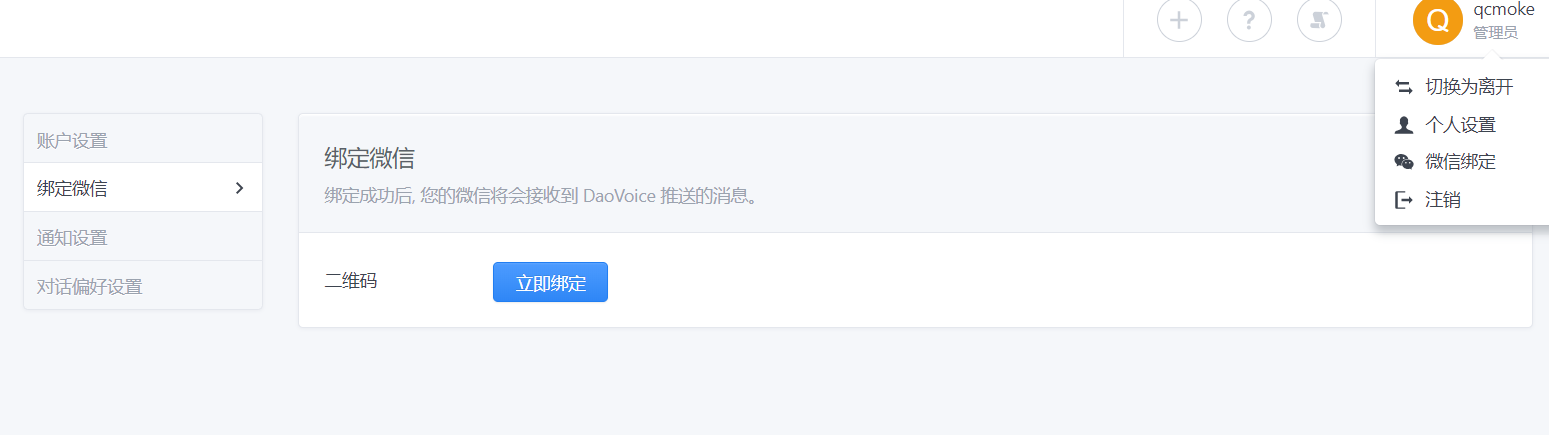 qcmoke
管理员
切换为离开
个人设置
微信绑定
注销
账户设置
绑定微信
通知设置
对话偏好设置
绑定微信
绑定成功后, 您的微信将会接收到 DaoVoice 推送的消息。
二维码
立即绑定